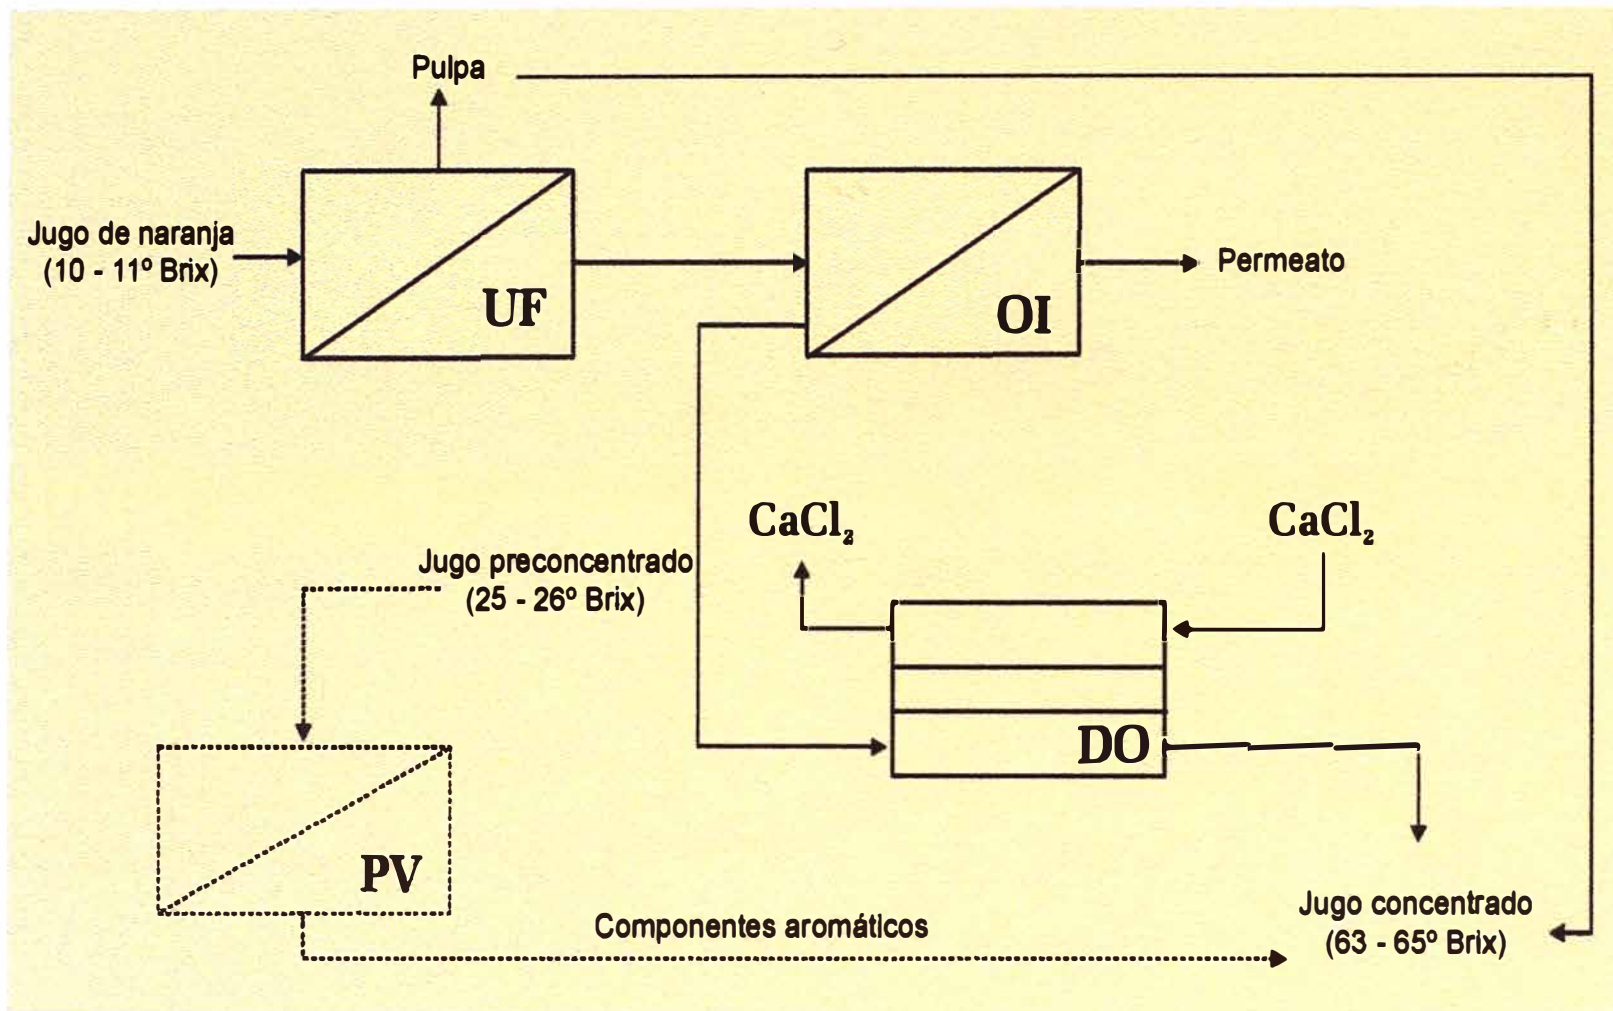 Pulpa
Jugo de naranja
(10 - 11º Brix)
UF
OI
Permeato
CaCl₂
CaCl₂
Jugo preconcentrado
(25 - 26º Brix)
DO
PV
Componentes aromáticos
Jugo concentrado
(63 - 65º Brix)